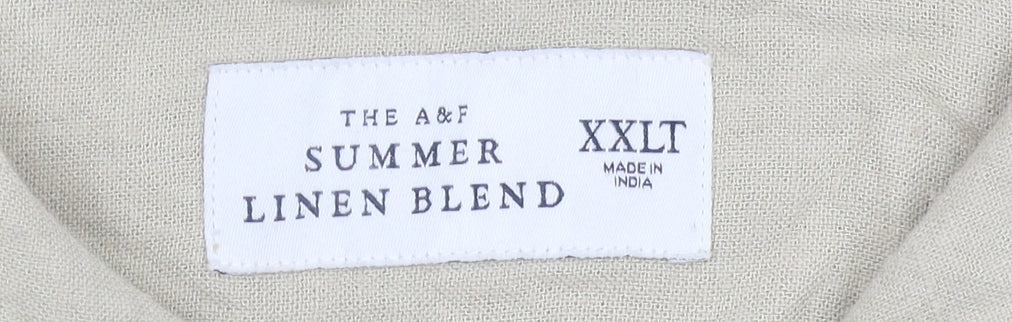 THE A&F
SUMMER
LINEN BLEND
XXLT
MADE IN
INDIA